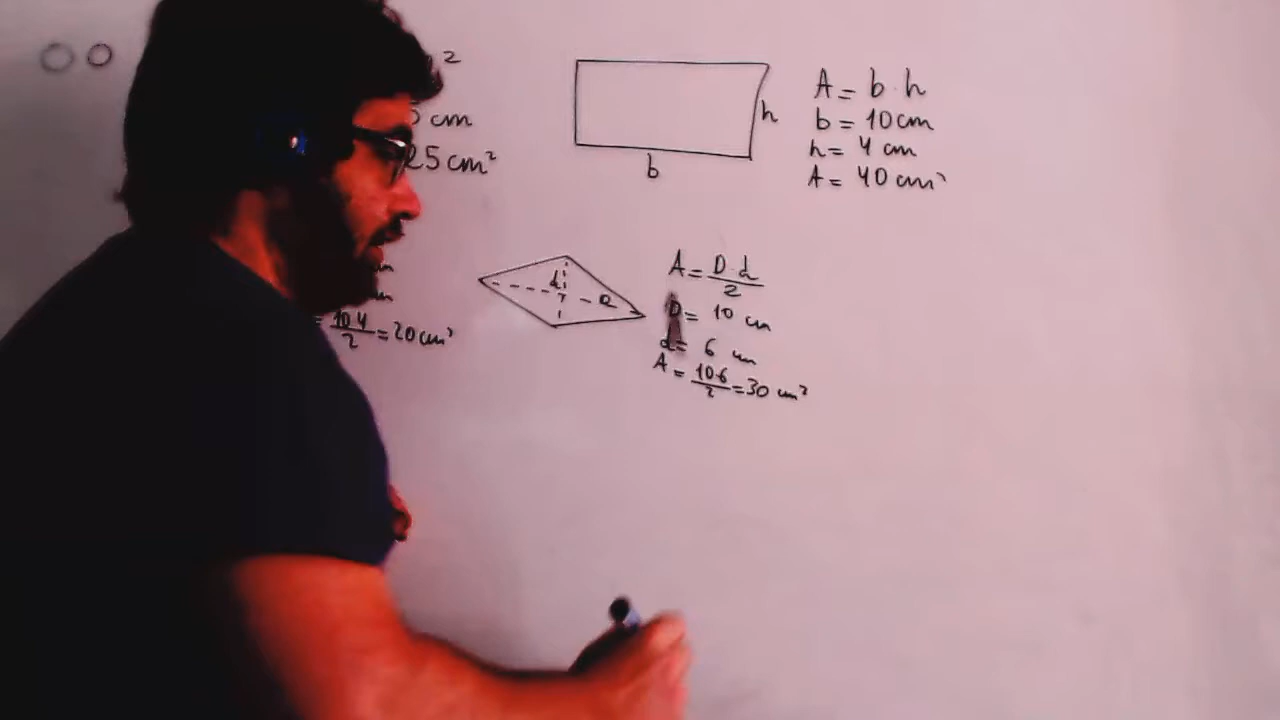 2
cm
25 cm²
= 10 4 / 2 = 20 cm²
b
h
A = b · h
b = 10 cm
h = 4 cm
A = 40 cm²
d
D
A = D · d / 2
D = 10 cm
d = 6 cm
A = 10·6 / 2 = 30 cm²